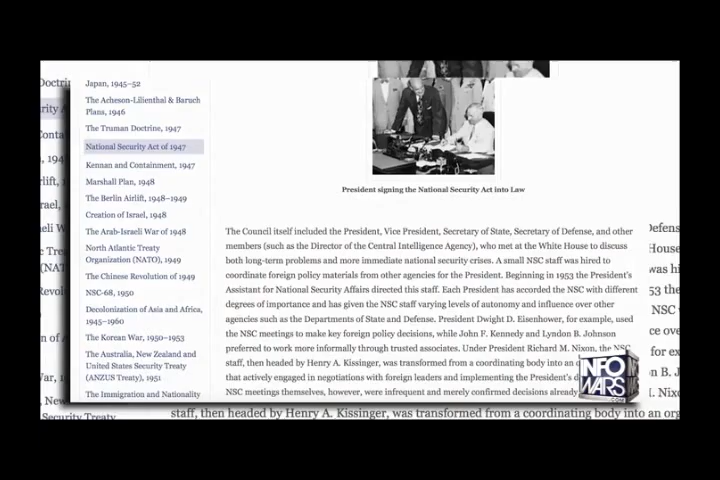 Japan, 1945–52
The Acheson-Lilienthal & Baruch
Plans, 1946
The Truman Doctrine, 1947
National Security Act of 1947
Kennan and Containment, 1947
Marshall Plan, 1948
The Berlin Airlift, 1948–1949
Creation of Israel, 1948
The Arab-Israeli War of 1948
North Atlantic Treaty
Organization (NATO), 1949
The Chinese Revolution of 1949
NSC-68, 1950
Decolonization of Asia and Africa,
1945–1960
The Korean War, 1950–1953
The Australia, New Zealand and
United States Security Treaty
(ANZUS Treaty), 1951
The Immigration and Nationality
President signing the National Security Act into Law
The Council itself included the President, Vice President, Secretary of State, Secretary of Defense, and other
members (such as the Director of the Central Intelligence Agency), who met at the White House to discuss
both long-term problems and more immediate national security crises. A small NSC staff was hired to
coordinate foreign policy materials from other agencies for the President. Beginning in 1953 the President's
Assistant for National Security Affairs directed this staff. Each President has accorded the NSC with different
degrees of importance and has given the NSC staff varying levels of autonomy and influence over other
agencies such as the Departments of State and Defense. President Dwight D. Eisenhower, for example, used
the NSC meetings to make key foreign policy decisions, while John F. Kennedy and Lyndon B. Johnson
preferred to work more informally through trusted associates. Under President Richard M. Nixon, the NSC
staff, then headed by Henry A. Kissinger, was transformed from a coordinating body into an o
that actively engaged in negotiations with foreign leaders and implementing the President's d
NSC meetings themselves, however, were infrequent and merely confirmed decisions already
staff, then headed by Henry A. Kissinger, was transformed from a coordinating body into an org
Security Treaty
INFO
WARS
.COM